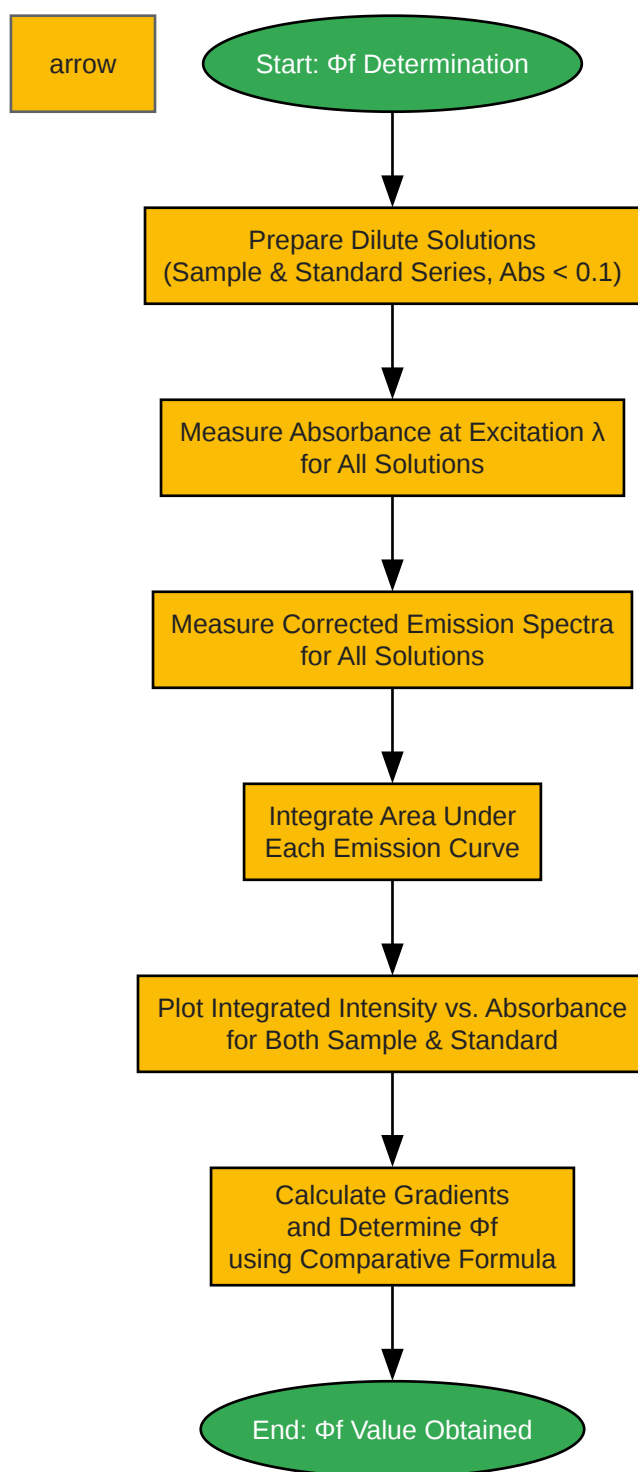 arrow
Start: Φf Determination
Prepare Dilute Solutions
(Sample & Standard Series, Abs < 0.1)
Measure Absorbance at Excitation λ
for All Solutions
Measure Corrected Emission Spectra
for All Solutions
Integrate Area Under
Each Emission Curve
Plot Integrated Intensity vs. Absorbance
for Both Sample & Standard
Calculate Gradients
and Determine Φf
using Comparative Formula
End: Φf Value Obtained